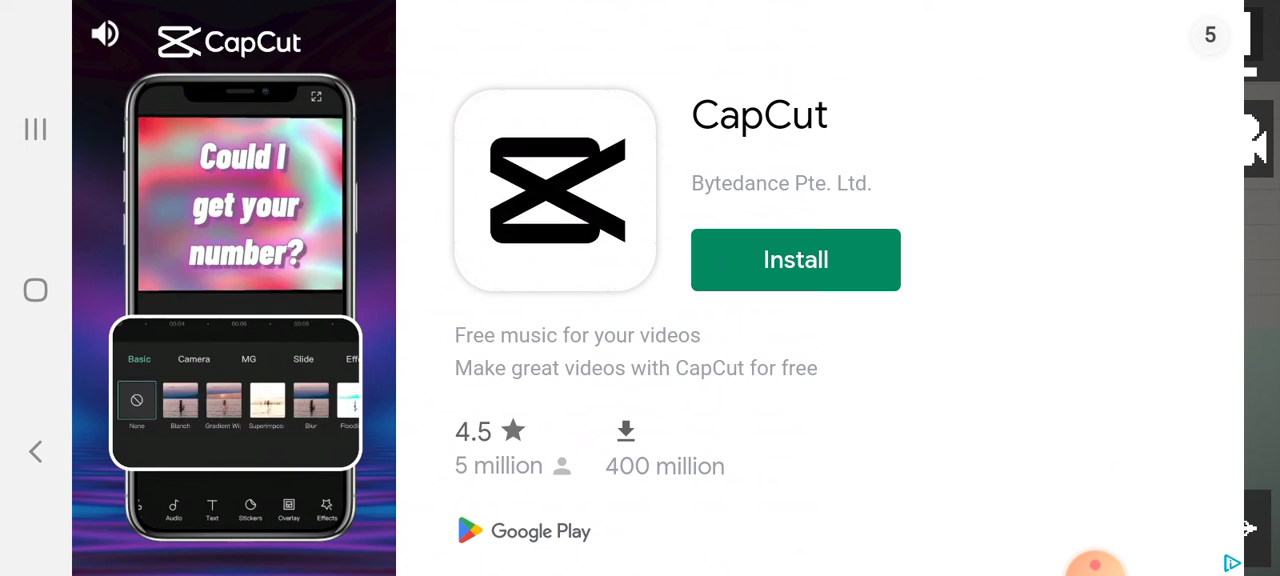 CapCut
Could I
get your
number?
00:04 00:06 00:08
Basic Camera MG Slide
None Blanch Gradient Superimpos Blur
Audio Text Stickers Overlay Effects
5
CapCut
Bytedance Pte. Ltd.
Install
Free music for your videos
Make great videos with CapCut for free
4.5
5 million 400 million
Google Play